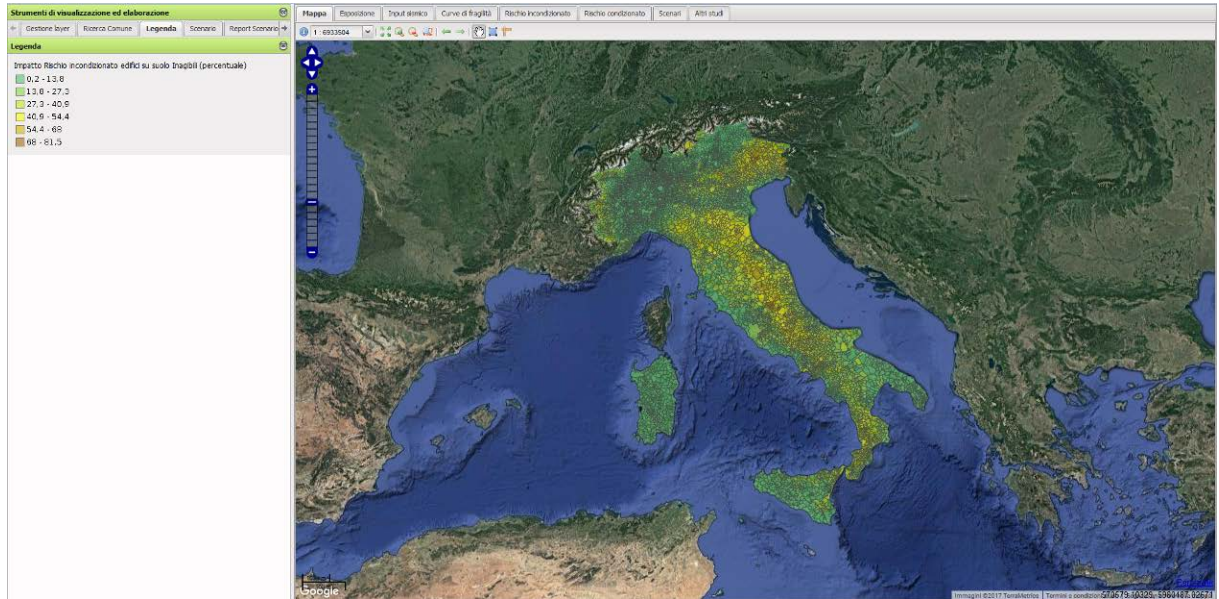 Strumenti di visualizzazione ed elaborazione
Gestione layer Ricerca Comune Legenda Scenario Report Scenario
Legenda
Impatto Rischio incondizionato edifici su suolo Inagibili (percentuale)
0,2 - 13,8
13,8 - 27,3
27,3 - 40,9
40,9 - 54,4
54,4 - 68
68 - 81,5
Mappa Esposizione Input sismico Curve di fragilità Rischio incondizionato Rischio condizionato Scenari Altri studi
1 : 6933504
Google
Immagini ©2017 TerraMetrics Termini e condizioni